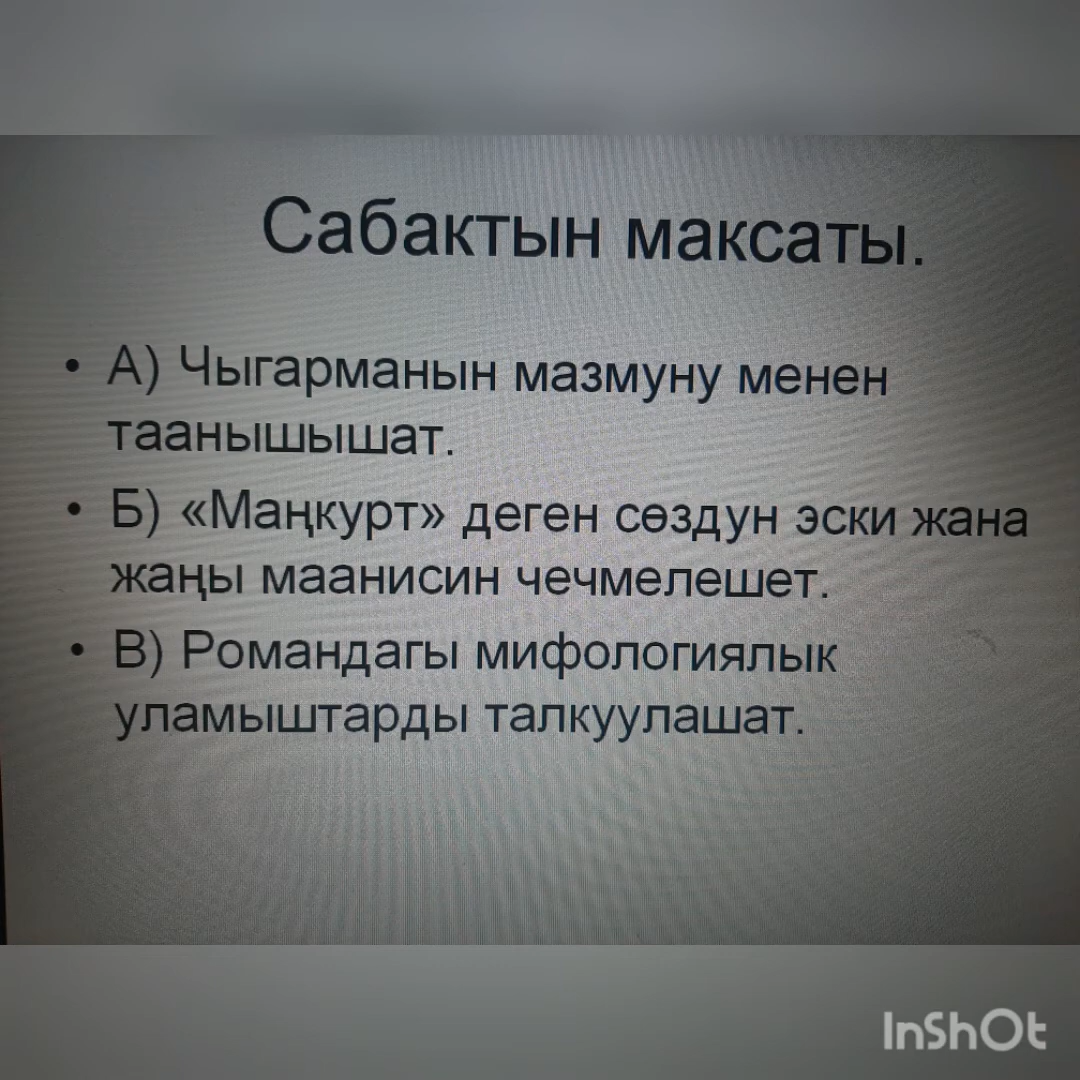 Сабактын максаты.
• А) Чыгарманын мазмуну менен
таанышышат.
• Б) «Маңкурт» деген сөздун эски жана
жаңы маанисин чечмелешет.
• В) Романдагы мифологиялык
уламыштарды талкуулашат.
InShOt